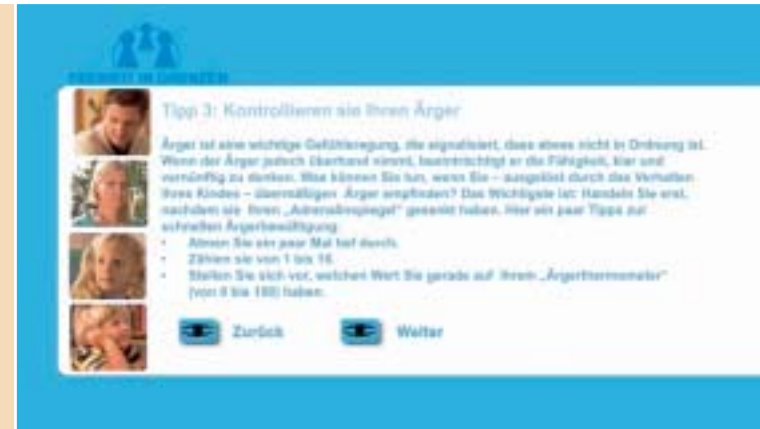 FREIHEIT IN GRENZEN
Tipp 3: Kontrollieren sie Ihren Ärger
Ärger ist eine wichtige Gefühlsregung, die signalisiert, dass etwas nicht in Ordnung ist.
Wenn der Ärger jedoch überhand nimmt, beeinträchtigt er die Fähigkeit, klar und
vernünftig zu denken. Was können Sie tun, wenn Sie – ausgelöst durch das Verhalten
Ihres Kindes – übermäßigen Ärger empfinden? Das Wichtigste ist: Handeln Sie erst,
nachdem sie Ihren „Adrenalinspiegel“ gesenkt haben. Hier ein paar Tipps zur
schnellen Ärgerbewältigung:
• Atmen Sie ein paar Mal tief durch.
• Zählen sie von 1 bis 10.
• Stellen Sie sich vor, welchen Wert Sie gerade auf Ihrem „Ärgerthermometer“
(von 0 bis 100) haben.
Zurück
Weiter